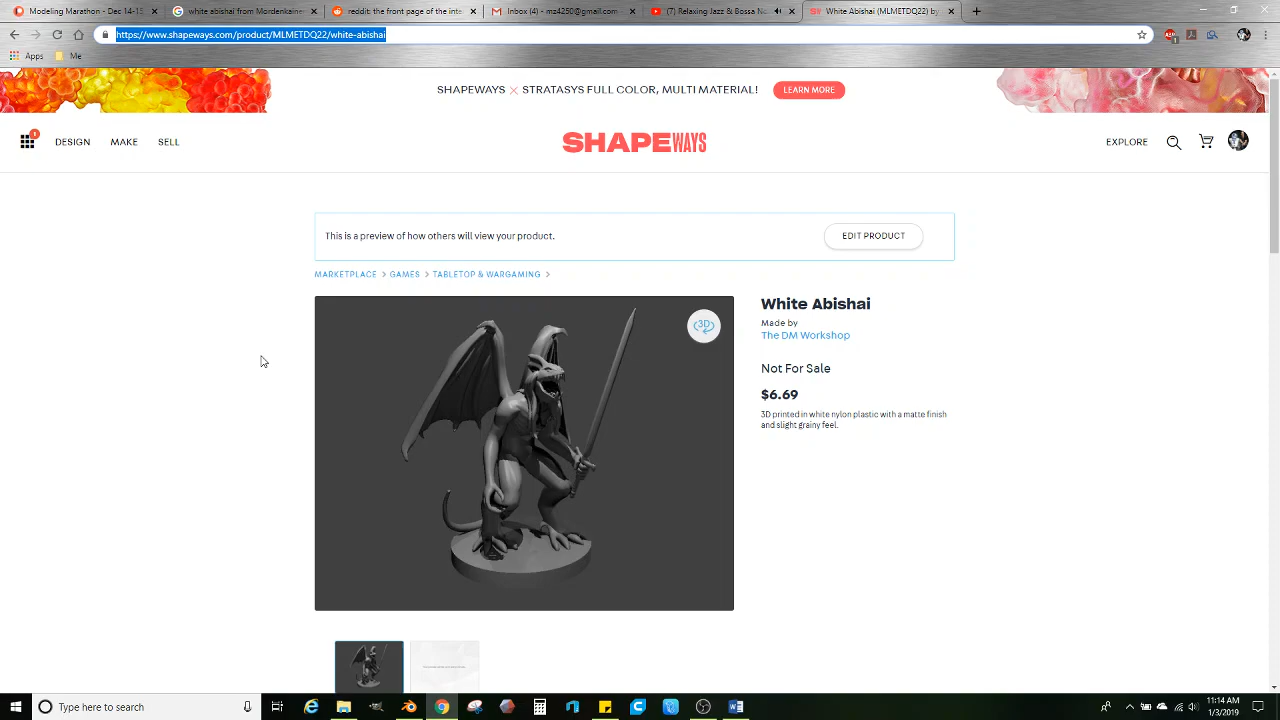 Modeling Marathon - Dec 14-15
white abishai from Mordenkainen
reddit: the front page of the inte
Inbox (4) - mz4250@gmail.com
(7) Relaxing Jazz & Bossa No
White Abishai (MLMETDQ22) by
https://www.shapeways.com/product/MLMETDQ22/white-abishai
Apps
Me
SHAPEWAYS × STRATASYS FULL COLOR, MULTI MATERIAL!
LEARN MORE
1
DESIGN
MAKE
SELL
SHAPEWAYS
EXPLORE
This is a preview of how others will view your product.
EDIT PRODUCT
MARKETPLACE > GAMES > TABLETOP & WARGAMING >
3D
White Abishai
Made by
The DM Workshop
Not For Sale
$6.69
3D printed in white nylon plastic with a matte finish
and slight grainy feel.
Type here to search
11:14 AM
1/3/2019